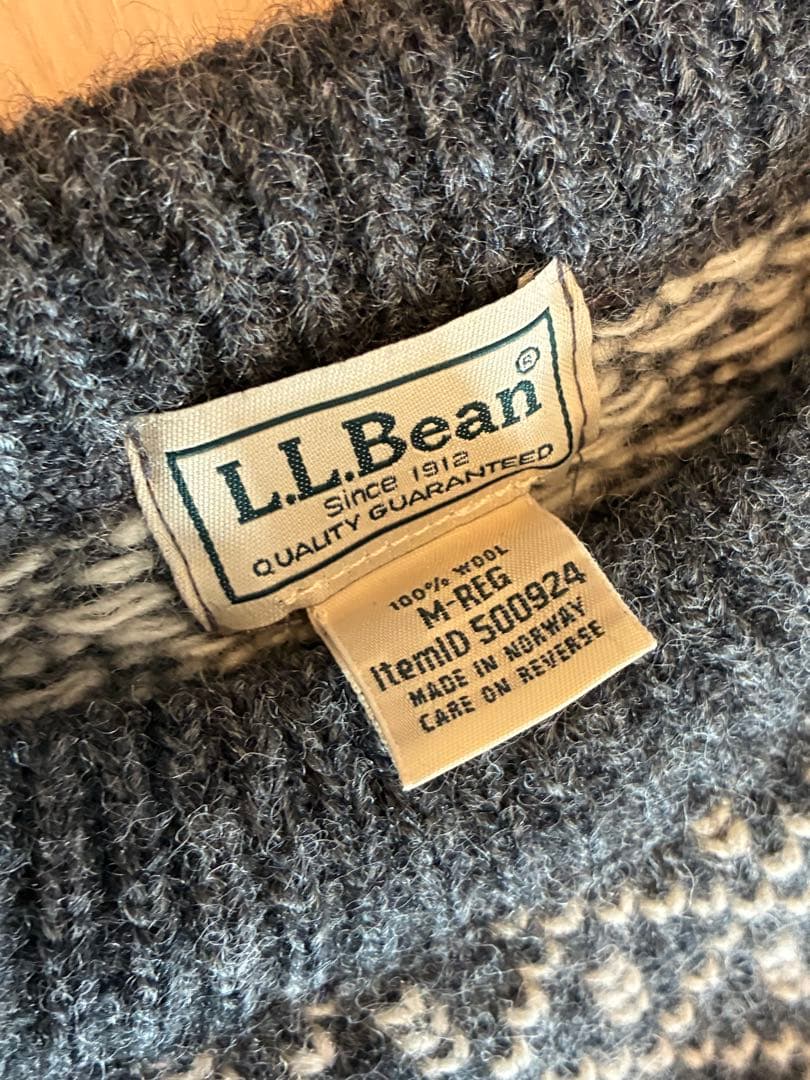 L.L.Bean®
Since 1912
QUALITY GUARANTEED
100% WOOL
M-REG
ItemID 500924
MADE IN NORWAY
CARE ON REVERSE